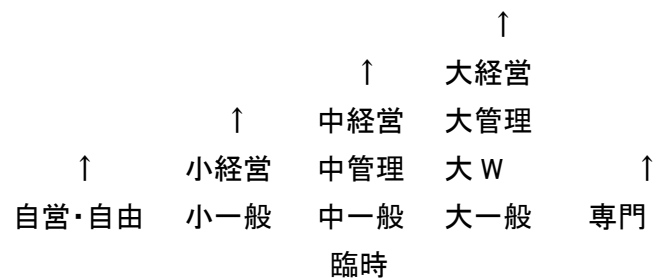 ↑
↑ 大経営
↑ 中経営 大管理
↑ 小経営 中管理 大 W ↑
自営・自由 小一般 中一般 大一般 専門
臨時